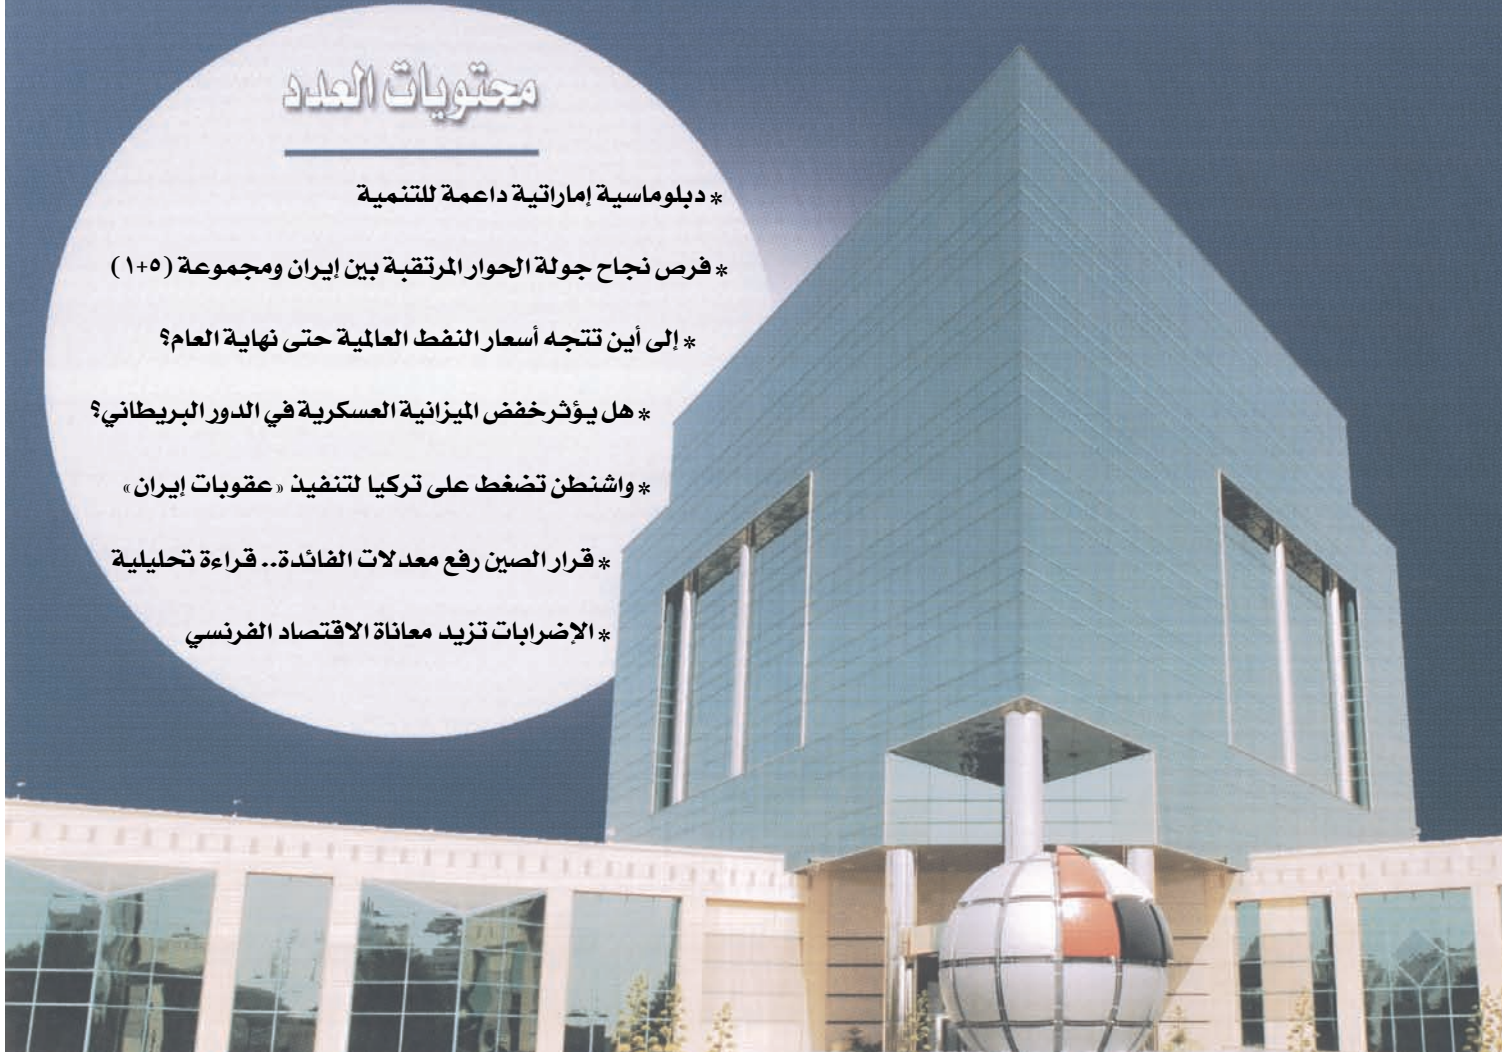 محتويات العدد
* دبلوماسية إماراتية داعمة للتنمية
* فرص نجاح جولة الحوار المرتقبة بين إيران ومجموعة (٥+١)
* إلى أين تتجه أسعار النفط العالمية حتى نهاية العام؟
* هل يؤثر خفض الميزانية العسكرية في الدور البريطاني؟
* واشنطن تضغط على تركيا لتنفيذ «عقوبات إيران»
* قرار الصين رفع معدلات الفائدة.. قراءة تحليلية
* الإضرابات تزيد معاناة الاقتصاد الفرنسي